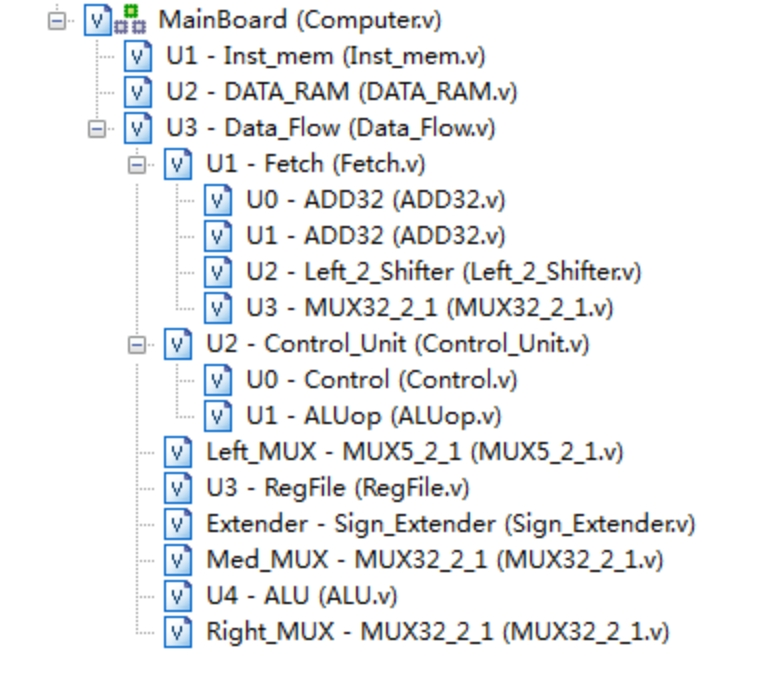 MainBoard (Computer.v)
U1 - Inst_mem (Inst_mem.v)
U2 - DATA_RAM (DATA_RAM.v)
U3 - Data_Flow (Data_Flow.v)
U1 - Fetch (Fetch.v)
U0 - ADD32 (ADD32.v)
U1 - ADD32 (ADD32.v)
U2 - Left_2_Shifter (Left_2_Shifter.v)
U3 - MUX32_2_1 (MUX32_2_1.v)
U2 - Control_Unit (Control_Unit.v)
U0 - Control (Control.v)
U1 - ALUop (ALUop.v)
Left_MUX - MUX5_2_1 (MUX5_2_1.v)
U3 - RegFile (RegFile.v)
Extender - Sign_Extender (Sign_Extender.v)
Med_MUX - MUX32_2_1 (MUX32_2_1.v)
U4 - ALU (ALU.v)
Right_MUX - MUX32_2_1 (MUX32_2_1.v)